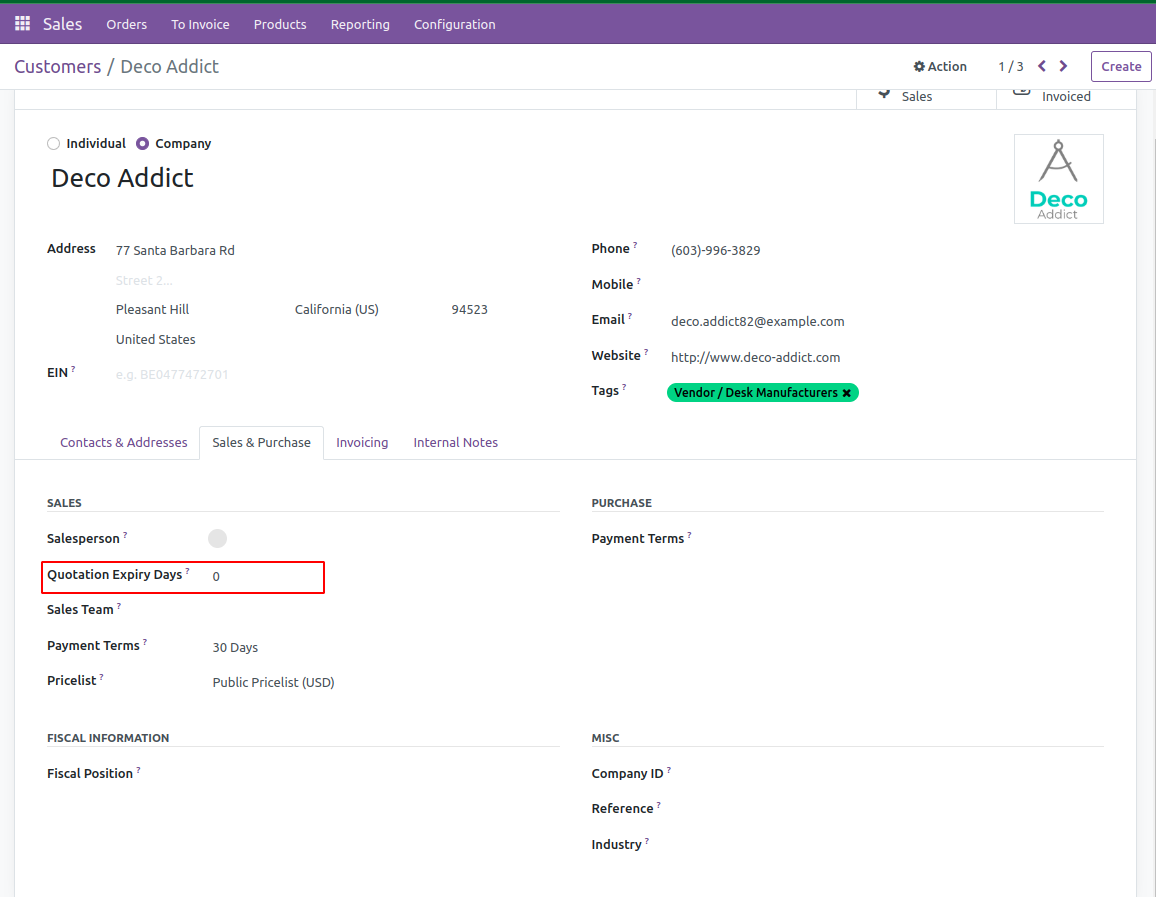 Sales Orders To Invoice Products Reporting Configuration
Customers / Deco Addict Action 1 / 3 Create
Sales Invoiced
Individual Company
Deco Addict
Deco
Addict
Address 77 Santa Barbara Rd
Street 2...
Pleasant Hill California (US) 94523
United States
EIN ? e.g. BE0477472701
Phone ? (603)-996-3829
Mobile ?
Email ? deco.addict82@example.com
Website ? http://www.deco-addict.com
Tags ? Vendor / Desk Manufacturers ✖
Contacts & Addresses Sales & Purchase Invoicing Internal Notes
SALES
Salesperson ?
Quotation Expiry Days ? 0
Sales Team ?
Payment Terms ? 30 Days
Pricelist ? Public Pricelist (USD)
PURCHASE
Payment Terms ?
FISCAL INFORMATION
Fiscal Position ?
MISC
Company ID ?
Reference ?
Industry ?